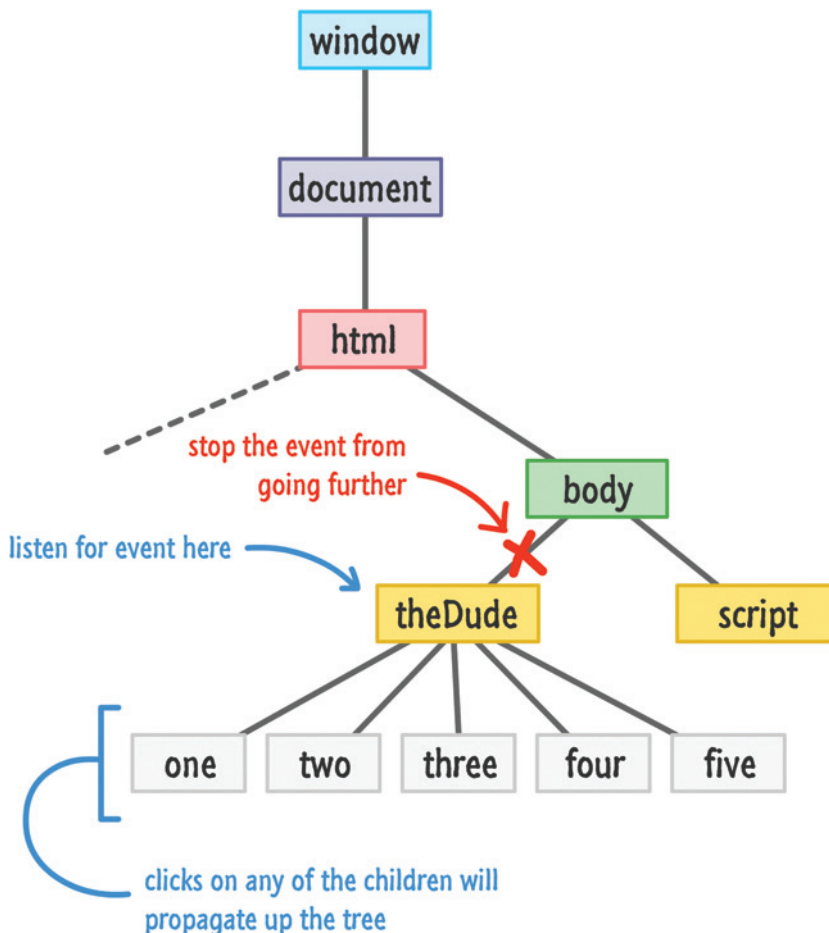 window
document
html
stop the event from
going further
body
listen for event here
theDude
script
one
two
three
four
five
clicks on any of the children will
propagate up the tree